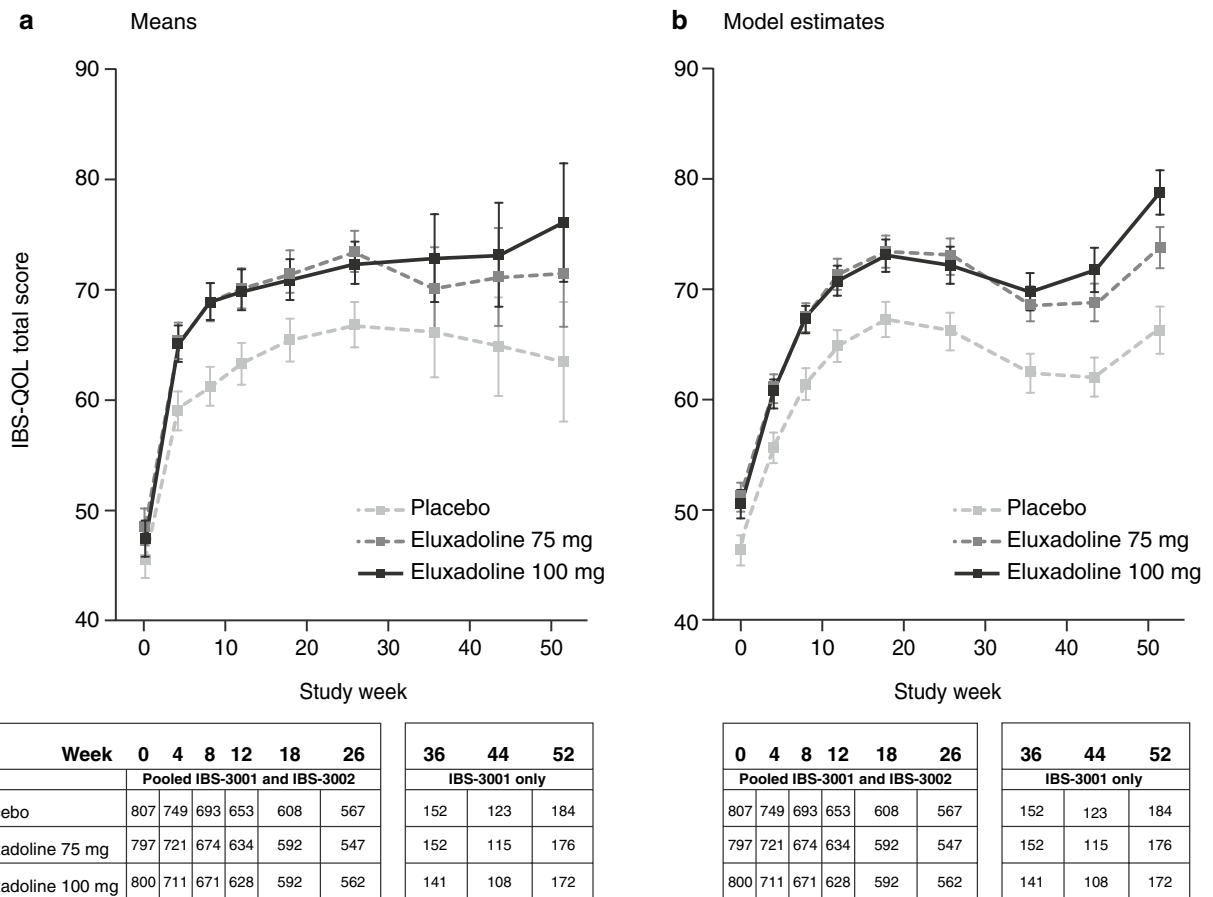 a Means
90
80
70
60
50
40
IBS-QOL total score
Placebo
Eluxadoline 75 mg
Eluxadoline 100 mg
0 10 20 30 40 50
Study week
Week 0 4 8 12 18 26 36 44 52
Pooled IBS-3001 and IBS-3002 IBS-3001 only
ebo 807 749 693 653 608 567 152 123 184
adoline 75 mg 797 721 674 634 592 547 152 115 176
adoline 100 mg 800 711 671 628 592 562 141 108 172
b Model estimates
90
80
70
60
50
40
Placebo
Eluxadoline 75 mg
Eluxadoline 100 mg
0 10 20 30 40 50
Study week
0 4 8 12 18 26 36 44 52
Pooled IBS-3001 and IBS-3002 IBS-3001 only
807 749 693 653 608 567 152 123 184
797 721 674 634 592 547 152 115 176
800 711 671 628 592 562 141 108 172